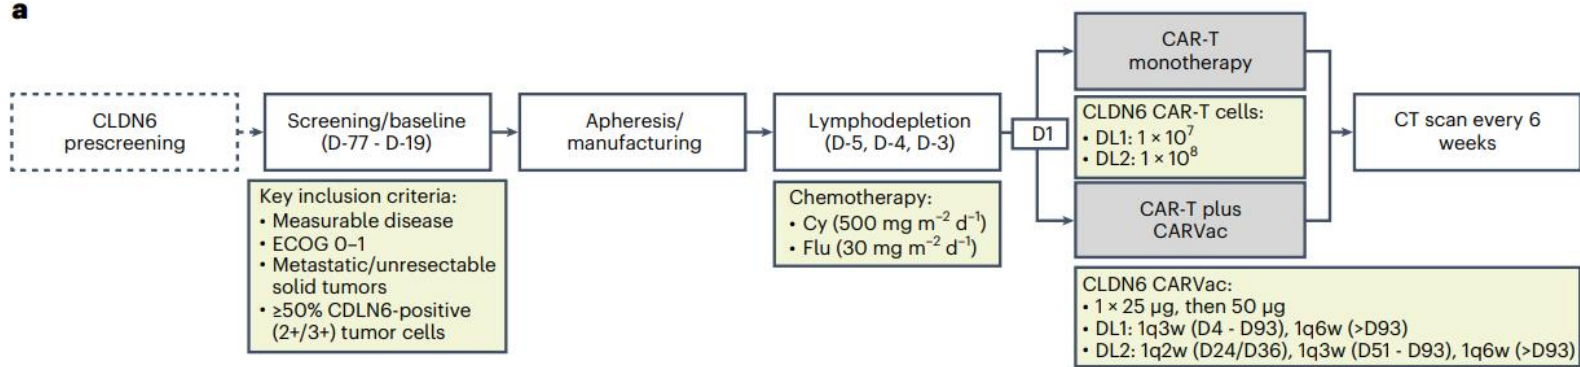 a
CLDN6
prescreening
Screening/baseline
(D-77 - D-19)
Key inclusion criteria:
• Measurable disease
• ECOG 0–1
• Metastatic/unresectable
solid tumors
• ≥50% CDLN6-positive
(2+/3+) tumor cells
Apheresis/
manufacturing
Lymphodepletion
(D-5, D-4, D-3)
Chemotherapy:
• Cy (500 mg m⁻² d⁻¹)
• Flu (30 mg m⁻² d⁻¹)
D1
CAR-T
monotherapy
CLDN6 CAR-T cells:
• DL1: 1 × 10⁷
• DL2: 1 × 10⁸
CAR-T plus
CARVac
CLDN6 CARVac:
• 1 × 25 µg, then 50 µg
• DL1: 1q3w (D4 - D93), 1q6w (>D93)
• DL2: 1q2w (D24/D36), 1q3w (D51 - D93), 1q6w (>D93)
CT scan every 6
weeks